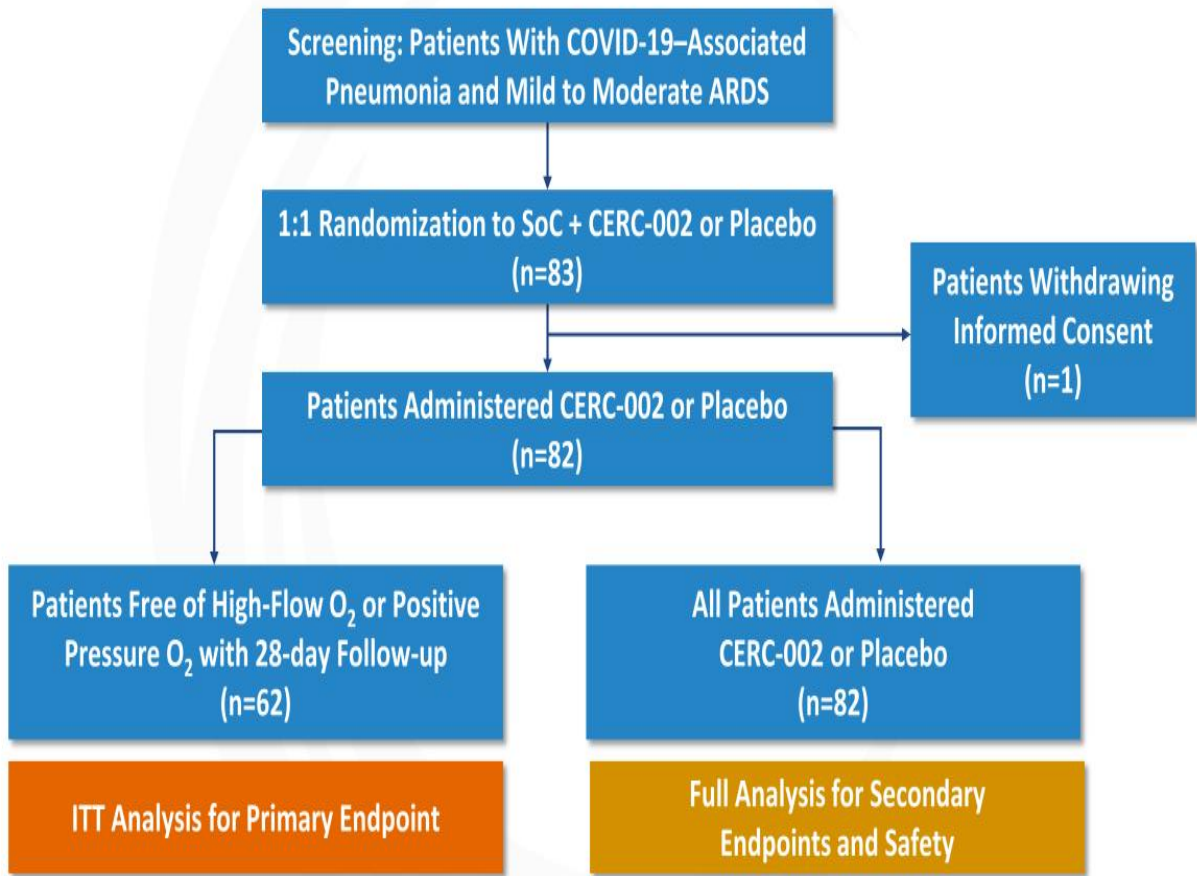 Screening: Patients With COVID-19–Associated
Pneumonia and Mild to Moderate ARDS
1:1 Randomization to SoC + CERC-002 or Placebo
(n=83)
Patients Withdrawing
Informed Consent
(n=1)
Patients Administered CERC-002 or Placebo
(n=82)
Patients Free of High-Flow O₂ or Positive
Pressure O₂ with 28-day Follow-up
(n=62)
All Patients Administered
CERC-002 or Placebo
(n=82)
ITT Analysis for Primary Endpoint
Full Analysis for Secondary
Endpoints and Safety